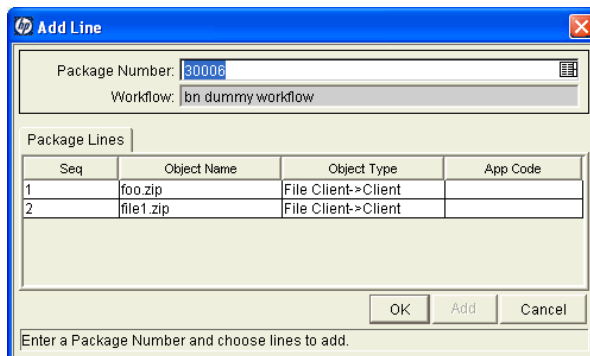 hp Add Line
Package Number: 30006
Workflow: bn dummy workflow
Package Lines
Seq Object Name Object Type App Code
1 foo.zip File Client->Client
2 file1.zip File Client->Client
OK Add Cancel
Enter a Package Number and choose lines to add.